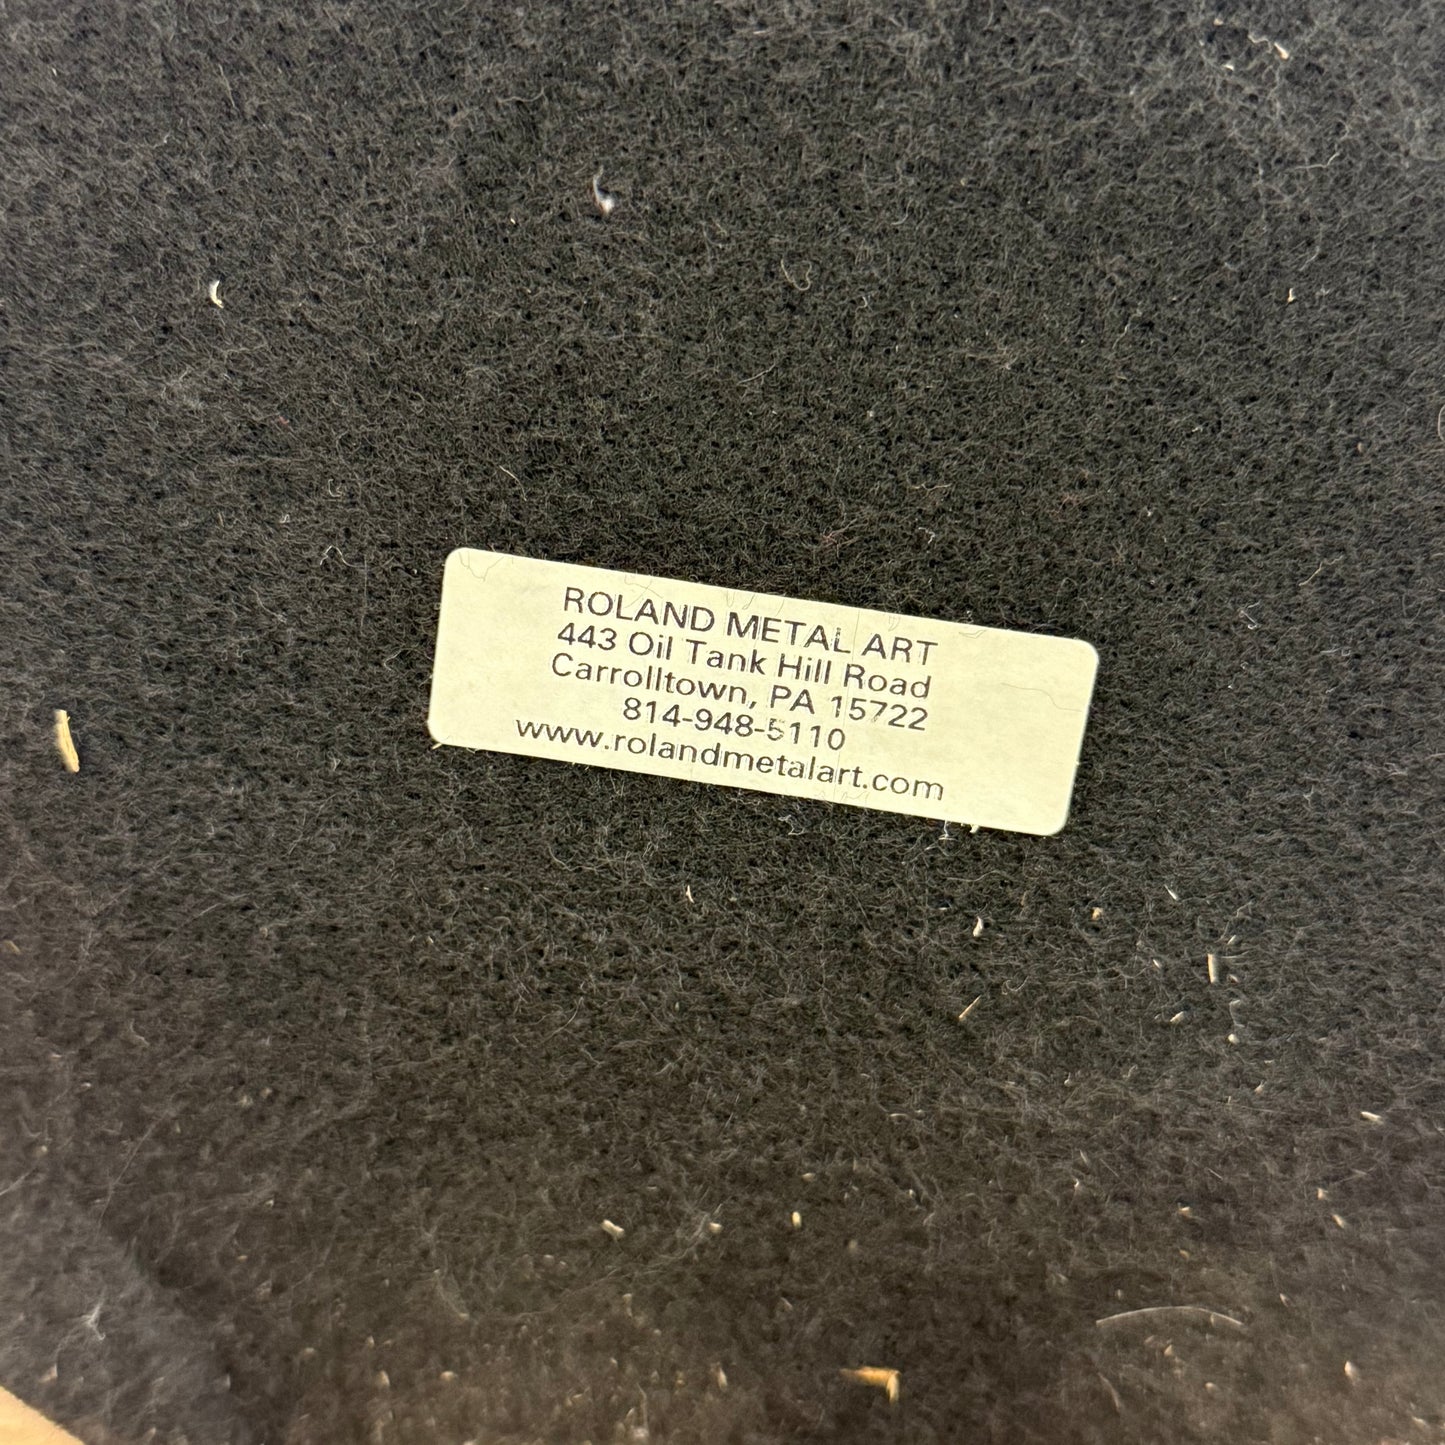 ROLAND METAL ART
443 Oil Tank Hill Road
Carrolltown, PA 15722
814-948-5110
www.rolandmetalart.com